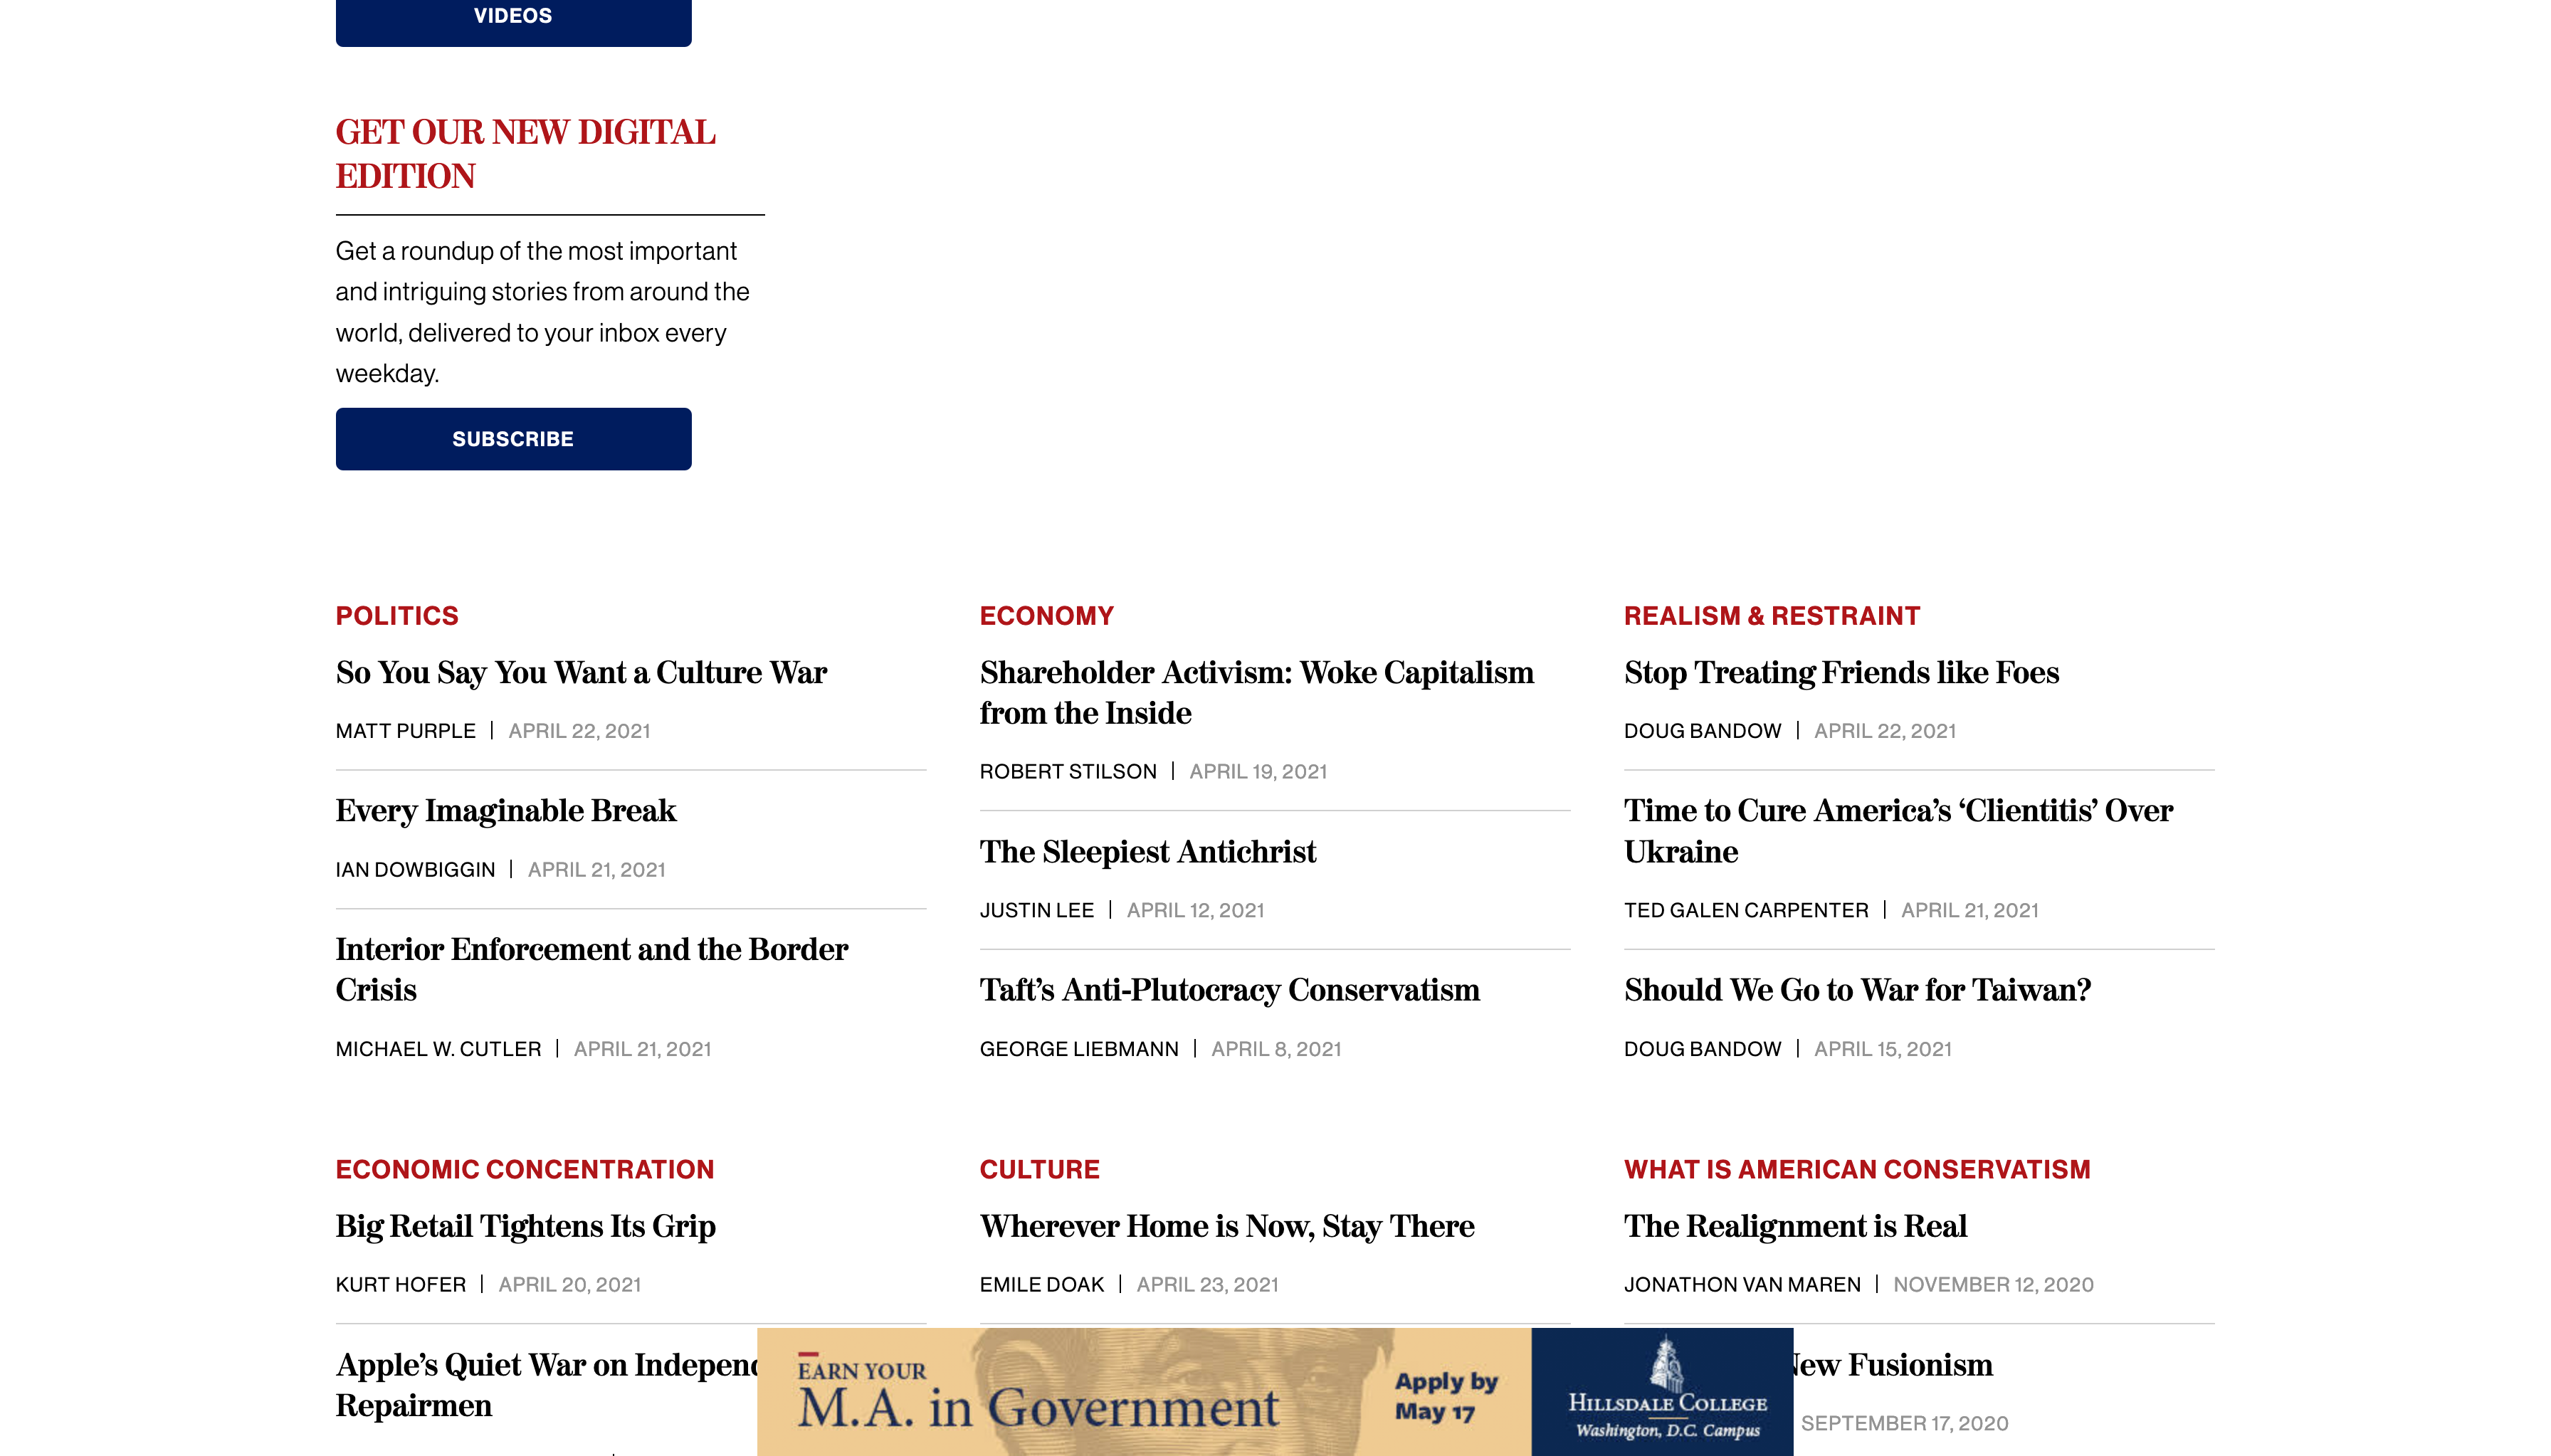 VIDEOS
GET OUR NEW DIGITAL
EDITION
Get a roundup of the most important
and intriguing stories from around the
world, delivered to your inbox every
weekday.
SUBSCRIBE
POLITICS
So You Say You Want a Culture War
MATT PURPLE | APRIL 22, 2021
Every Imaginable Break
IAN DOWBIGGIN | APRIL 21, 2021
Interior Enforcement and the Border
Crisis
MICHAEL W. CUTLER | APRIL 21, 2021
ECONOMY
Shareholder Activism: Woke Capitalism
from the Inside
ROBERT STILSON | APRIL 19, 2021
The Sleepiest Antichrist
JUSTIN LEE | APRIL 12, 2021
Taft’s Anti-Plutocracy Conservatism
GEORGE LIEBMANN | APRIL 8, 2021
REALISM & RESTRAINT
Stop Treating Friends like Foes
DOUG BANDOW | APRIL 22, 2021
Time to Cure America’s ‘Clientitis’ Over
Ukraine
TED GALEN CARPENTER | APRIL 21, 2021
Should We Go to War for Taiwan?
DOUG BANDOW | APRIL 15, 2021
ECONOMIC CONCENTRATION
Big Retail Tightens Its Grip
KURT HOFER | APRIL 20, 2021
Apple’s Quiet War on
Repairmen
CULTURE
Wherever Home is Now, Stay There
EMILE DOAK | APRIL 23, 2021
WHAT IS AMERICAN CONSERVATISM
The Realignment is Real
JONATHON VAN MAREN | NOVEMBER 12, 2020
New Fusionism
SEPTEMBER 17, 2020
EARN YOUR
M.A. in Government
Apply by
May 17
HILLSDALE COLLEGE
Washington, D.C. Campus